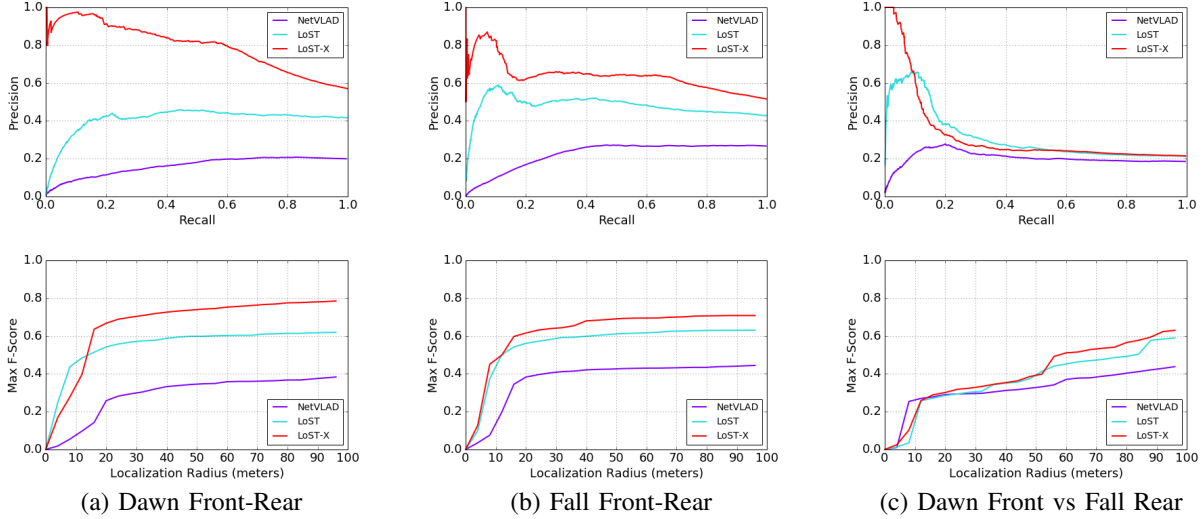 1.0
0.8
0.6
0.4
0.2
0.0
Precision
0.0 0.2 0.4 0.6 0.8 1.0
Recall
NetVLAD
LoST
LoST-X
1.0
0.8
0.6
0.4
0.2
0.0
Precision
0.0 0.2 0.4 0.6 0.8 1.0
Recall
NetVLAD
LoST
LoST-X
1.0
0.8
0.6
0.4
0.2
0.0
Precision
0.0 0.2 0.4 0.6 0.8 1.0
Recall
NetVLAD
LoST
LoST-X
1.0
0.8
0.6
0.4
0.2
0.0
Max F-Score
0 10 20 30 40 50 60 70 80 90 100
Localization Radius (meters)
NetVLAD
LoST
LoST-X
1.0
0.8
0.6
0.4
0.2
0.0
Max F-Score
0 10 20 30 40 50 60 70 80 90 100
Localization Radius (meters)
NetVLAD
LoST
LoST-X
1.0
0.8
0.6
0.4
0.2
0.0
Max F-Score
0 10 20 30 40 50 60 70 80 90 100
Localization Radius (meters)
NetVLAD
LoST
LoST-X
(a) Dawn Front-Rear
(b) Fall Front-Rear
(c) Dawn Front vs Fall Rear